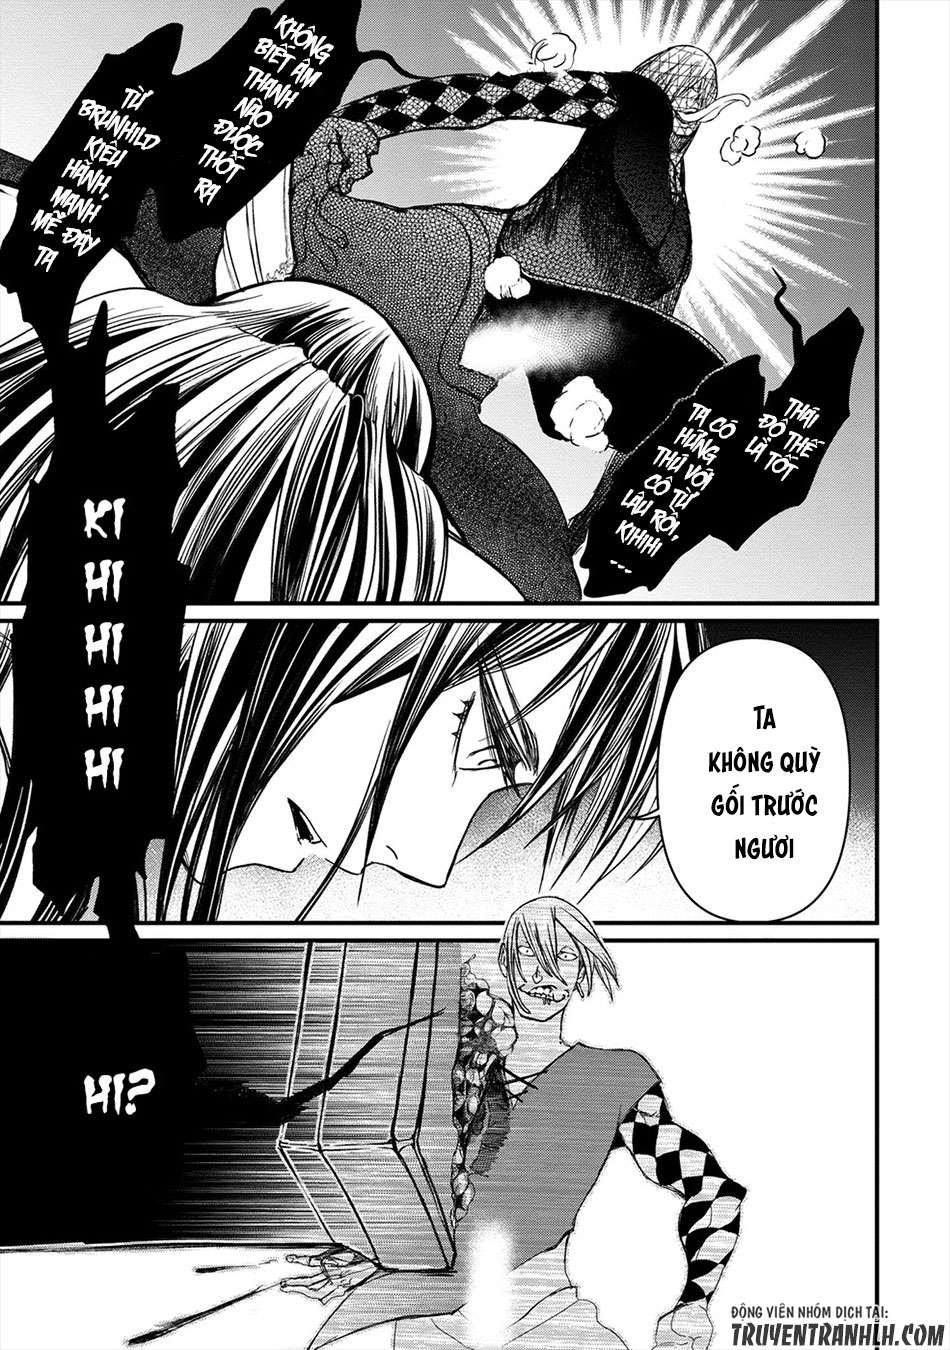 THÁI
ĐỘ THẾ
LÀ TỐT
TA CÓ
HỨNG
THÚ VỚI
CÔ TỪ
LÂU RỒI,
KIHIHI
...
KHÔNG
BIẾT ÂM
THANH
NÀO
ĐƯỢC
THỐT
RA
TỪ
BRUNHILD
KIÊU
HÃNH,
MẠNH
MẼ ĐÂY
TA
KI
HI
HI
HI
HI
TA
KHÔNG QUỲ
GỐI TRƯỚC
NGƯƠI
HI?
ĐỘNG VIÊN NHÓM DỊCH TẠI:
TRUYENTRANHLH.COM